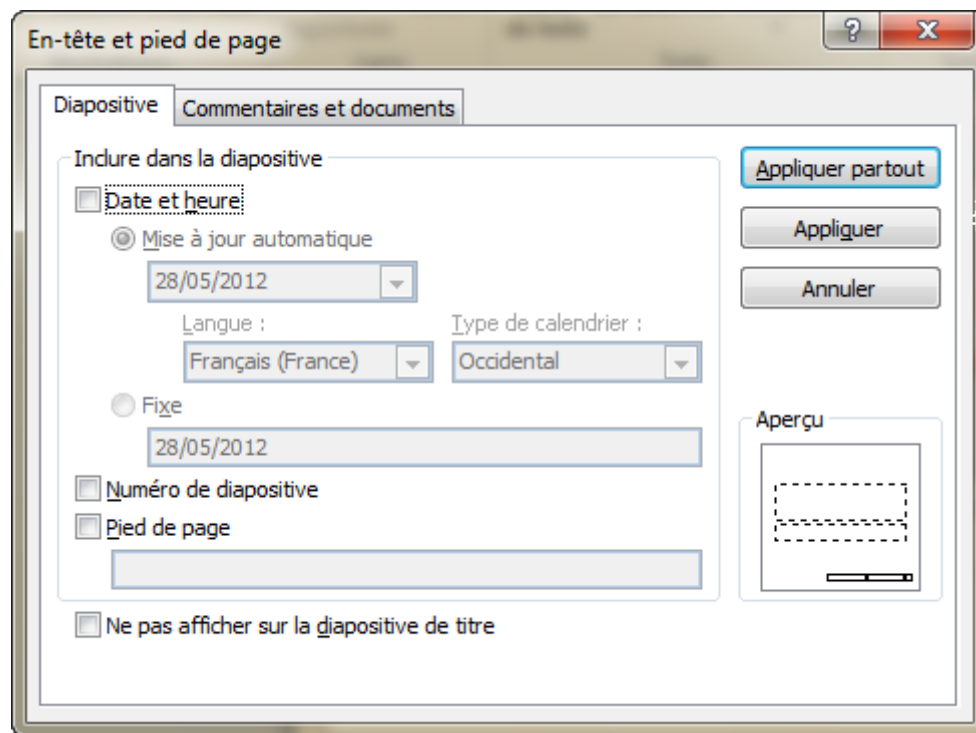 En-tête et pied de page
Diapositive
Commentaires et documents
Inclure dans la diapositive
Date et heure
Mise à jour automatique
28/05/2012
Langue :
Type de calendrier :
Français (France)
Occidental
Fixe
28/05/2012
Numéro de diapositive
Pied de page
Ne pas afficher sur la diapositive de titre
Appliquer partout
Appliquer
Annuler
Aperçu